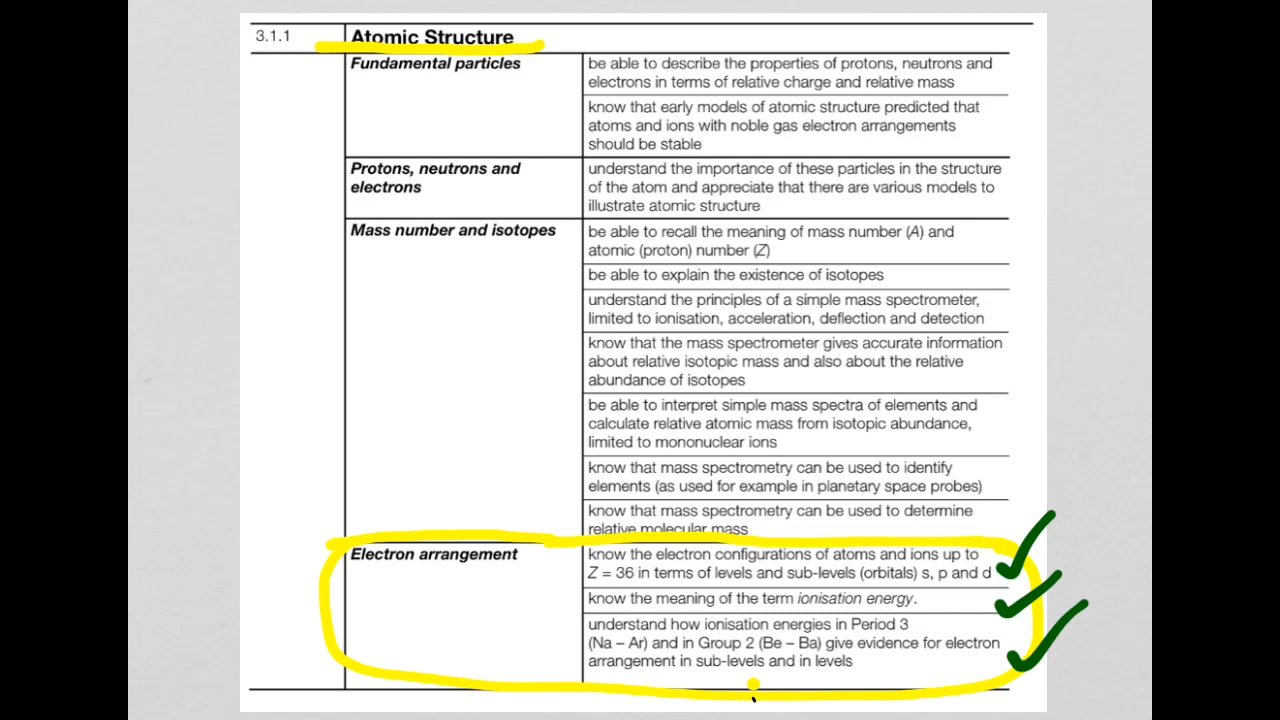 3.1.1 Atomic Structure
Fundamental particles
be able to describe the properties of protons, neutrons and
electrons in terms of relative charge and relative mass
know that early models of atomic structure predicted that
atoms and ions with noble gas electron arrangements
should be stable
Protons, neutrons and
electrons
understand the importance of these particles in the structure
of the atom and appreciate that there are various models to
illustrate atomic structure
Mass number and isotopes
be able to recall the meaning of mass number (A) and
atomic (proton) number (Z)
be able to explain the existence of isotopes
understand the principles of a simple mass spectrometer,
limited to ionisation, acceleration, deflection and detection
know that the mass spectrometer gives accurate information
about relative isotopic mass and also about the relative
abundance of isotopes
be able to interpret simple mass spectra of elements and
calculate relative atomic mass from isotopic abundance,
limited to mononuclear ions
know that mass spectrometry can be used to identify
elements (as used for example in planetary space probes)
know that mass spectrometry can be used to determine
relative molecular mass
Electron arrangement
know the electron configurations of atoms and ions up to
Z = 36 in terms of levels and sub-levels (orbitals) s, p and d
know the meaning of the term ionisation energy.
understand how ionisation energies in Period 3
(Na – Ar) and in Group 2 (Be – Ba) give evidence for electron
arrangement in sub-levels and in levels